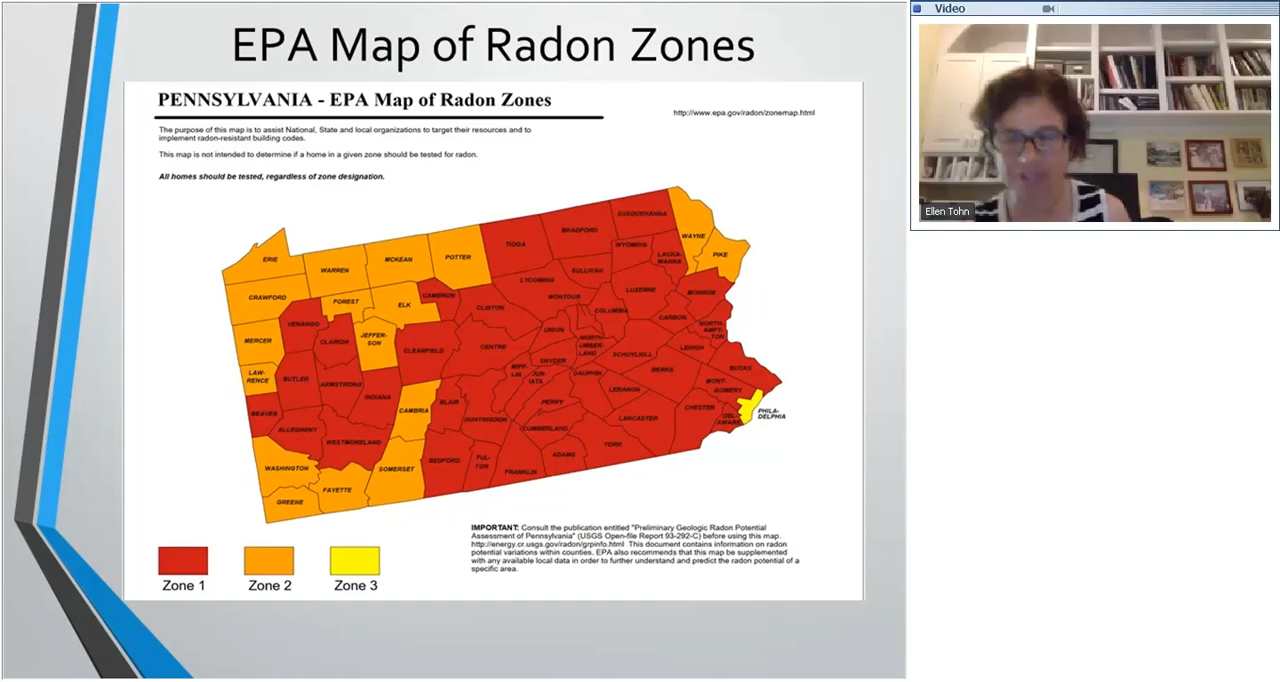 EPA Map of Radon Zones
PENNSYLVANIA - EPA Map of Radon Zones
http://www.epa.gov/radon/zonemap.html
The purpose of this map is to assist National, State and local organizations to target their resources and to
implement radon-resistant building codes.
This map is not intended to determine if a home in a given zone should be tested for radon.
All homes should be tested, regardless of zone designation.
SUSQUEHANNA
BRADFORD
TIOGA
WAYNE
WYOMING
POTTER
MCKEAN
ERIE
WARREN
LACKA-
WANNA
PIKE
SULLIVAN
LYCOMING
LUZERNE
MONROE
CRAWFORD
FOREST
ELK
CAMERON
CLINTON
MONTOUR
COLUMBIA
CARBON
VENANGO
JEFFER-
SON
CLARION
MERCER
CLEARFIELD
CENTRE
UNION
NORTH-
UMBER-
LAND
NORTH-
AMPT-
TON
LEHIGH
SNYDER
SCHUYLKILL
LAW-
RENCE
BUTLER
ARMSTRONG
INDIANA
MIFF-
LIN
JUN-
IATA
DAUPHIN
BERKS
BUCKS
MONT-
GOMERY
CAMBRIA
BLAIR
PERRY
LEBANON
BEAVER
ALLEGHENY
HUNTINGDON
CUMBERLAND
LANCASTER
CHESTER
DEL-
AWARE
PHILA-
DELPHIA
WESTMORELAND
WASHINGTON
SOMERSET
BEDFORD
FUL-
TON
FRANKLIN
ADAMS
YORK
FAYETTE
GREENE
IMPORTANT: Consult the publication entitled "Preliminary Geologic Radon Potential
Assessment of Pennsylvania" (USGS Open-file Report 93-292-C) before using this map.
http://energy.cr.usgs.gov/radon/grpinfo.html This document contains information on radon
potential variations within counties. EPA also recommends that this map be supplemented
with any available local data in order to further understand and predict the radon potential of a
specific area.
Zone 1
Zone 2
Zone 3
Video
Ellen Tohn